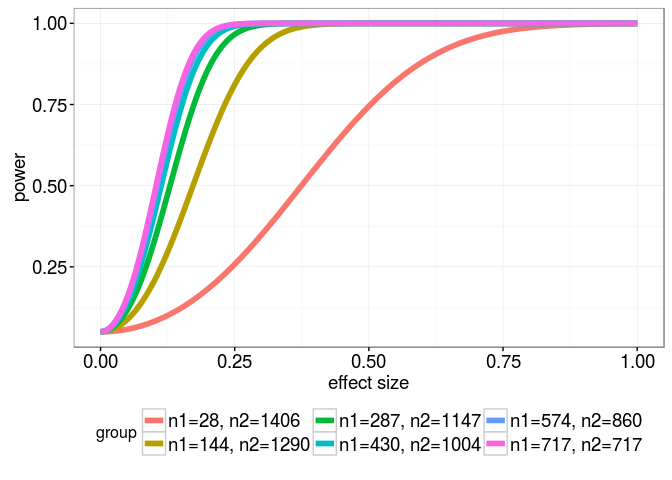 1.00
0.75
0.50
0.25
power
0.00 0.25 0.50 0.75 1.00
effect size
group
n1=28, n2=1406 n1=287, n2=1147 n1=574, n2=860
n1=144, n2=1290 n1=430, n2=1004 n1=717, n2=717